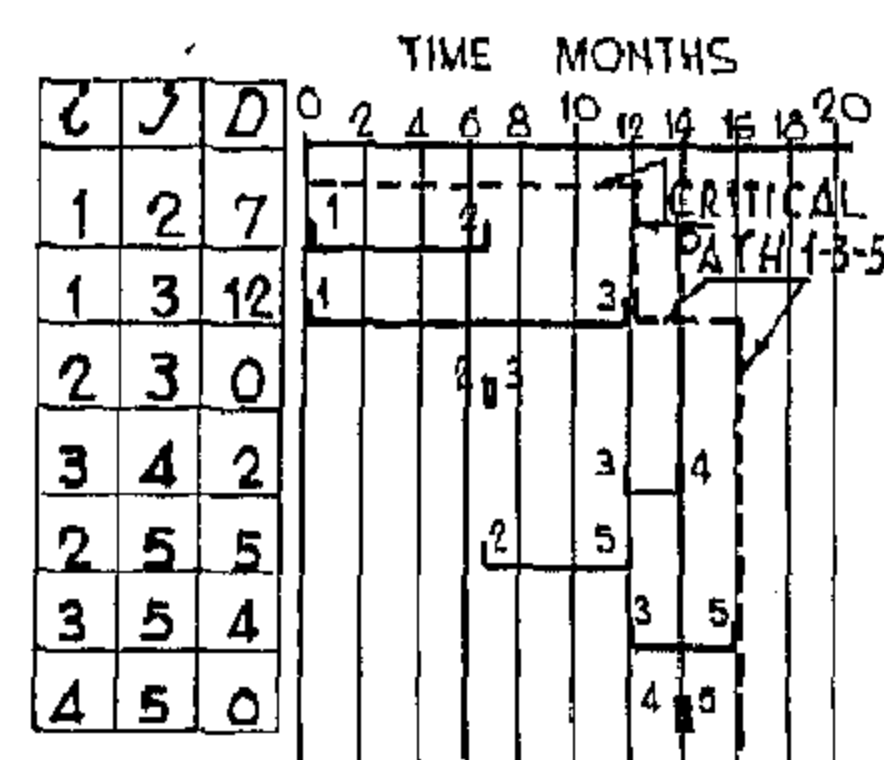 TIME MONTHS
i J D 0 2 4 6 8 10 12 14 16 18 20
CRITICAL
1 2 7 1 2
PATH 1-3-5
1 3 12 1 3
2 3 0 2 3
3 4 2 3 4
2 5 5 2 5
3 5 4 3 5
4 5 0 4 5